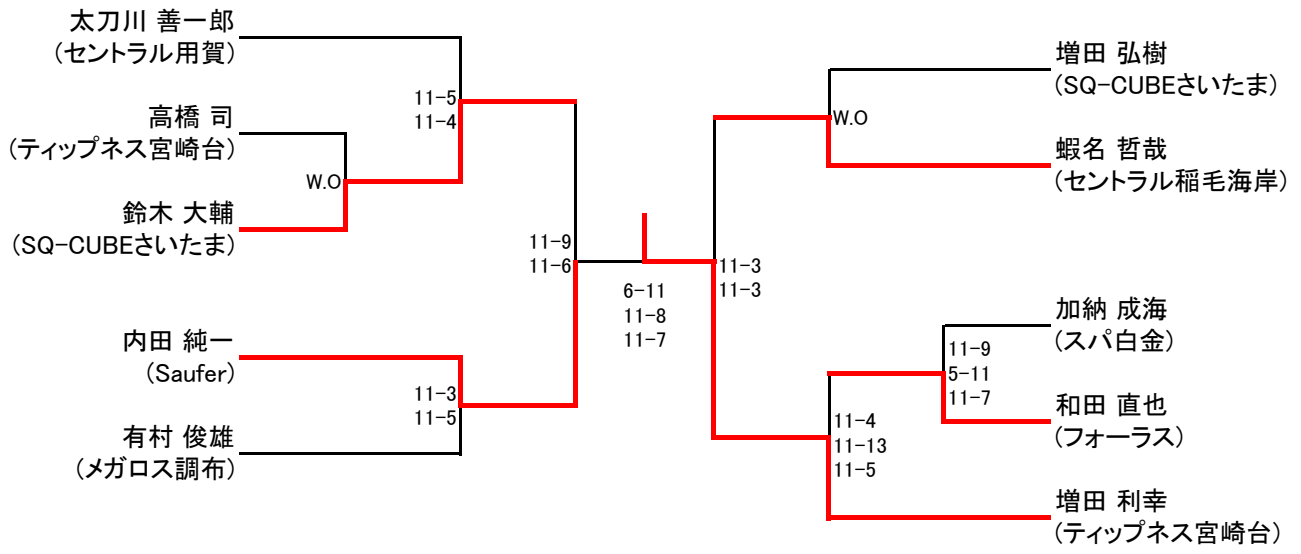 太刀川 善一郎
(セントラル用賀)
高橋 司
(ティップネス宮崎台)
W.O
鈴木 大輔
(SQ-CUBEさいたま)
11-5
11-4
内田 純一
(Saufer)
有村 俊雄
(メガロス調布)
11-3
11-5
11-9
11-6
6-11
11-8
11-7
増田 弘樹
(SQ-CUBEさいたま)
W.O
蝦名 哲哉
(セントラル稲毛海岸)
11-3
11-3
加納 成海
(スパ白金)
11-9
5-11
11-7
和田 直也
(フォーラス)
11-4
11-13
11-5
増田 利幸
(ティップネス宮崎台)